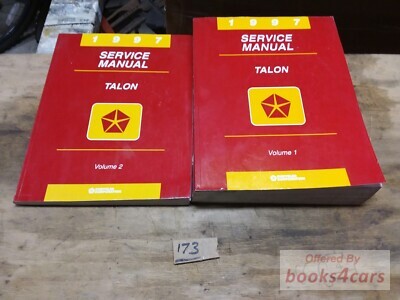 1997
SERVICE
MANUAL
TALON
Volume 2
1997
SERVICE
MANUAL
TALON
Volume 1
173
Offered By
books4cars